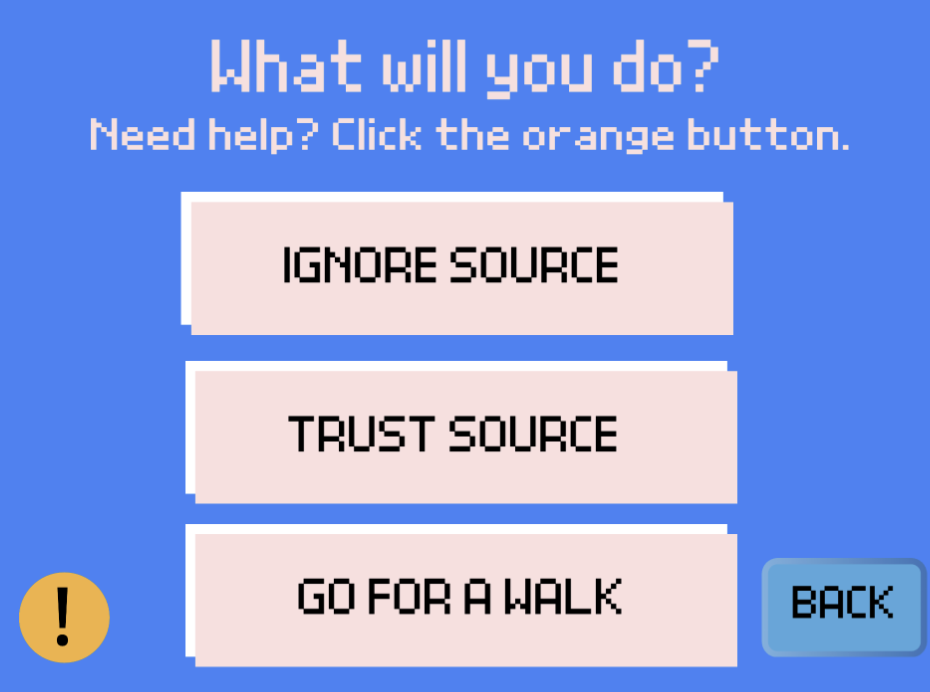 What will you do?
Need help? Click the orange button.
IGNORE SOURCE
TRUST SOURCE
GO FOR A WALK
!
BACK